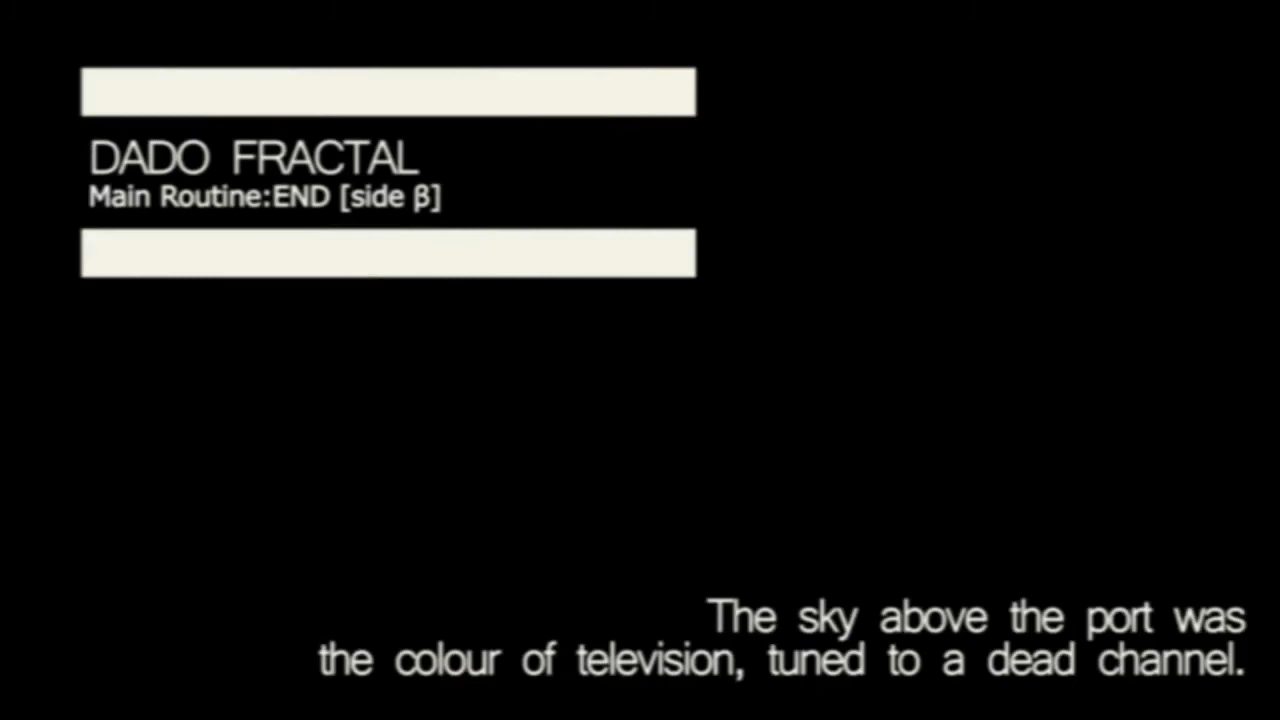 DADO FRACTAL
Main Routine:END [side β]
The sky above the port was
the colour of television, tuned to a dead channel.